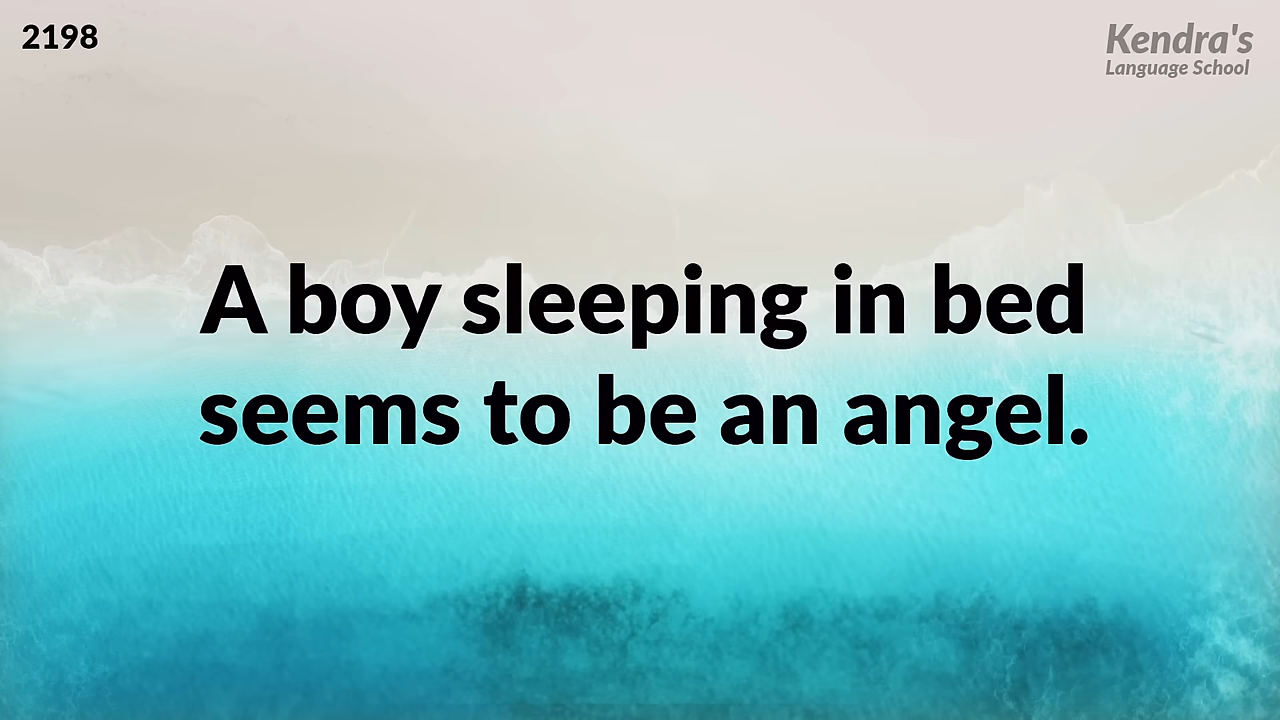 2198
Kendra's
Language School
A boy sleeping in bed
seems to be an angel.